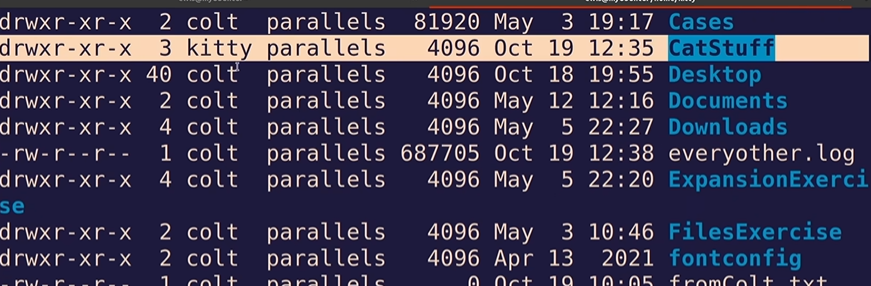 drwxr-xr-x 2 colt parallels 81920 May 3 19:17 Cases
drwxr-xr-x 3 kitty parallels 4096 Oct 19 12:35 CatStuff
drwxr-xr-x 40 colt parallels 4096 Oct 18 19:55 Desktop
drwxr-xr-x 2 colt parallels 4096 May 12 12:16 Documents
drwxr-xr-x 4 colt parallels 4096 May 5 22:27 Downloads
-rw-r--r-- 1 colt parallels 687705 Oct 19 12:38 everyother.log
drwxr-xr-x 4 colt parallels 4096 May 5 22:20 ExpansionExerci
se
drwxr-xr-x 2 colt parallels 4096 May 3 10:46 FilesExercise
drwxr-xr-x 2 colt parallels 4096 Apr 13 2021 fontconfig
-rw-r--r-- 1 colt parallels 0 Oct 19 10:05 fromColt.txt